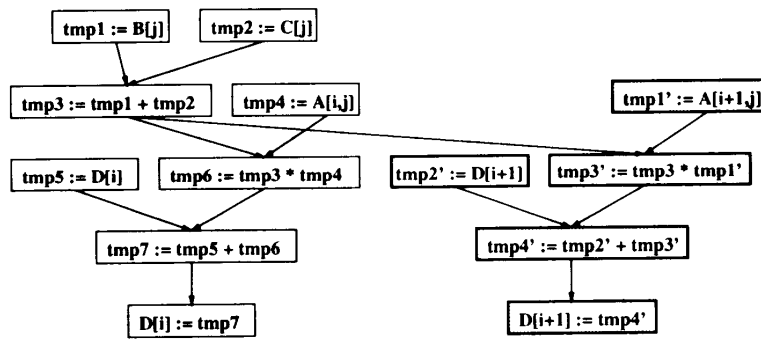 tmp1 := B[j]
tmp2 := C[j]
tmp3 := tmp1 + tmp2
tmp4 := A[i,j]
tmp1' := A[i+1,j]
tmp5 := D[i]
tmp6 := tmp3 * tmp4
tmp2' := D[i+1]
tmp3' := tmp3 * tmp1'
tmp7 := tmp5 + tmp6
tmp4' := tmp2' + tmp3'
D[i] := tmp7
D[i+1] := tmp4'